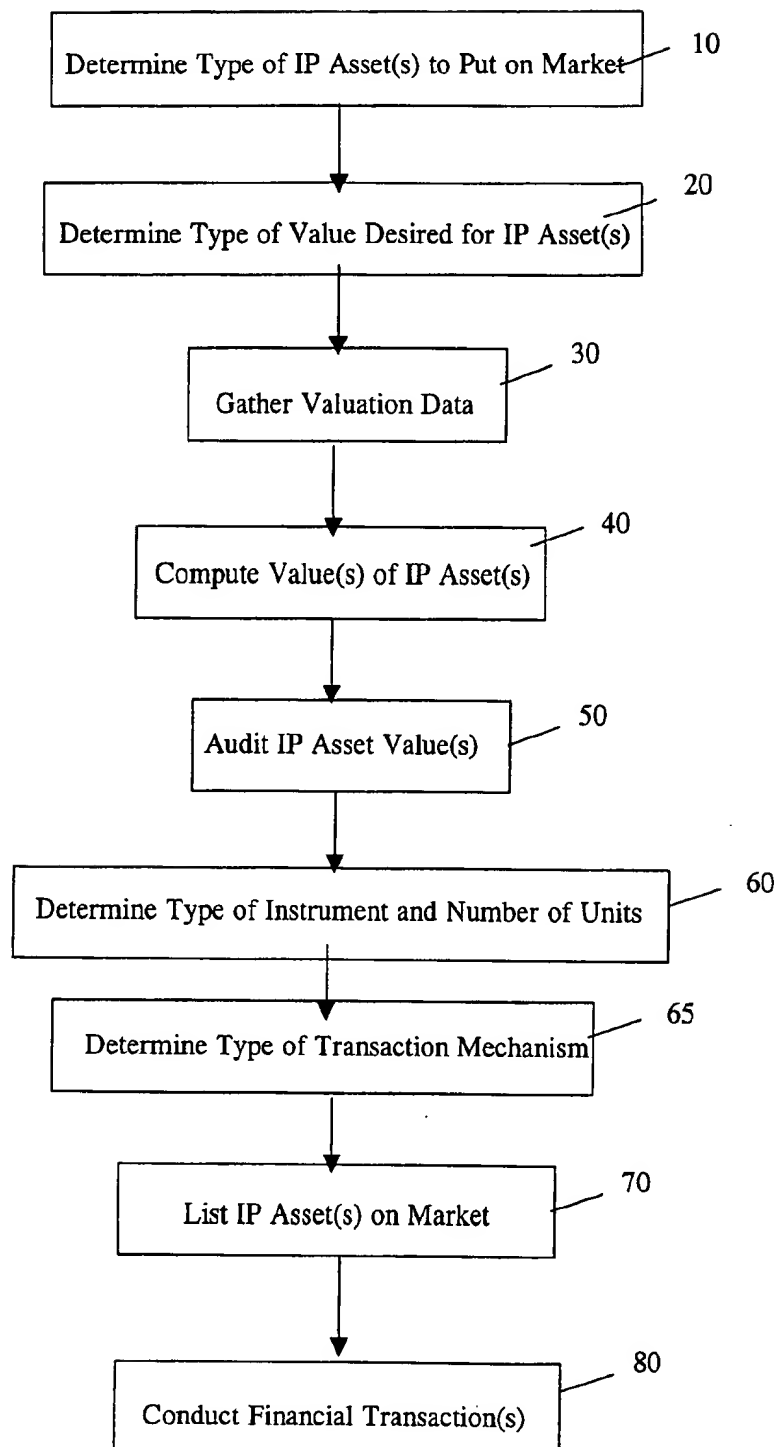 10
Determine Type of IP Asset(s) to Put on Market
20
Determine Type of Value Desired for IP Asset(s)
30
Gather Valuation Data
40
Compute Value(s) of IP Asset(s)
50
Audit IP Asset Value(s)
60
Determine Type of Instrument and Number of Units
65
Determine Type of Transaction Mechanism
70
List IP Asset(s) on Market
80
Conduct Financial Transaction(s)